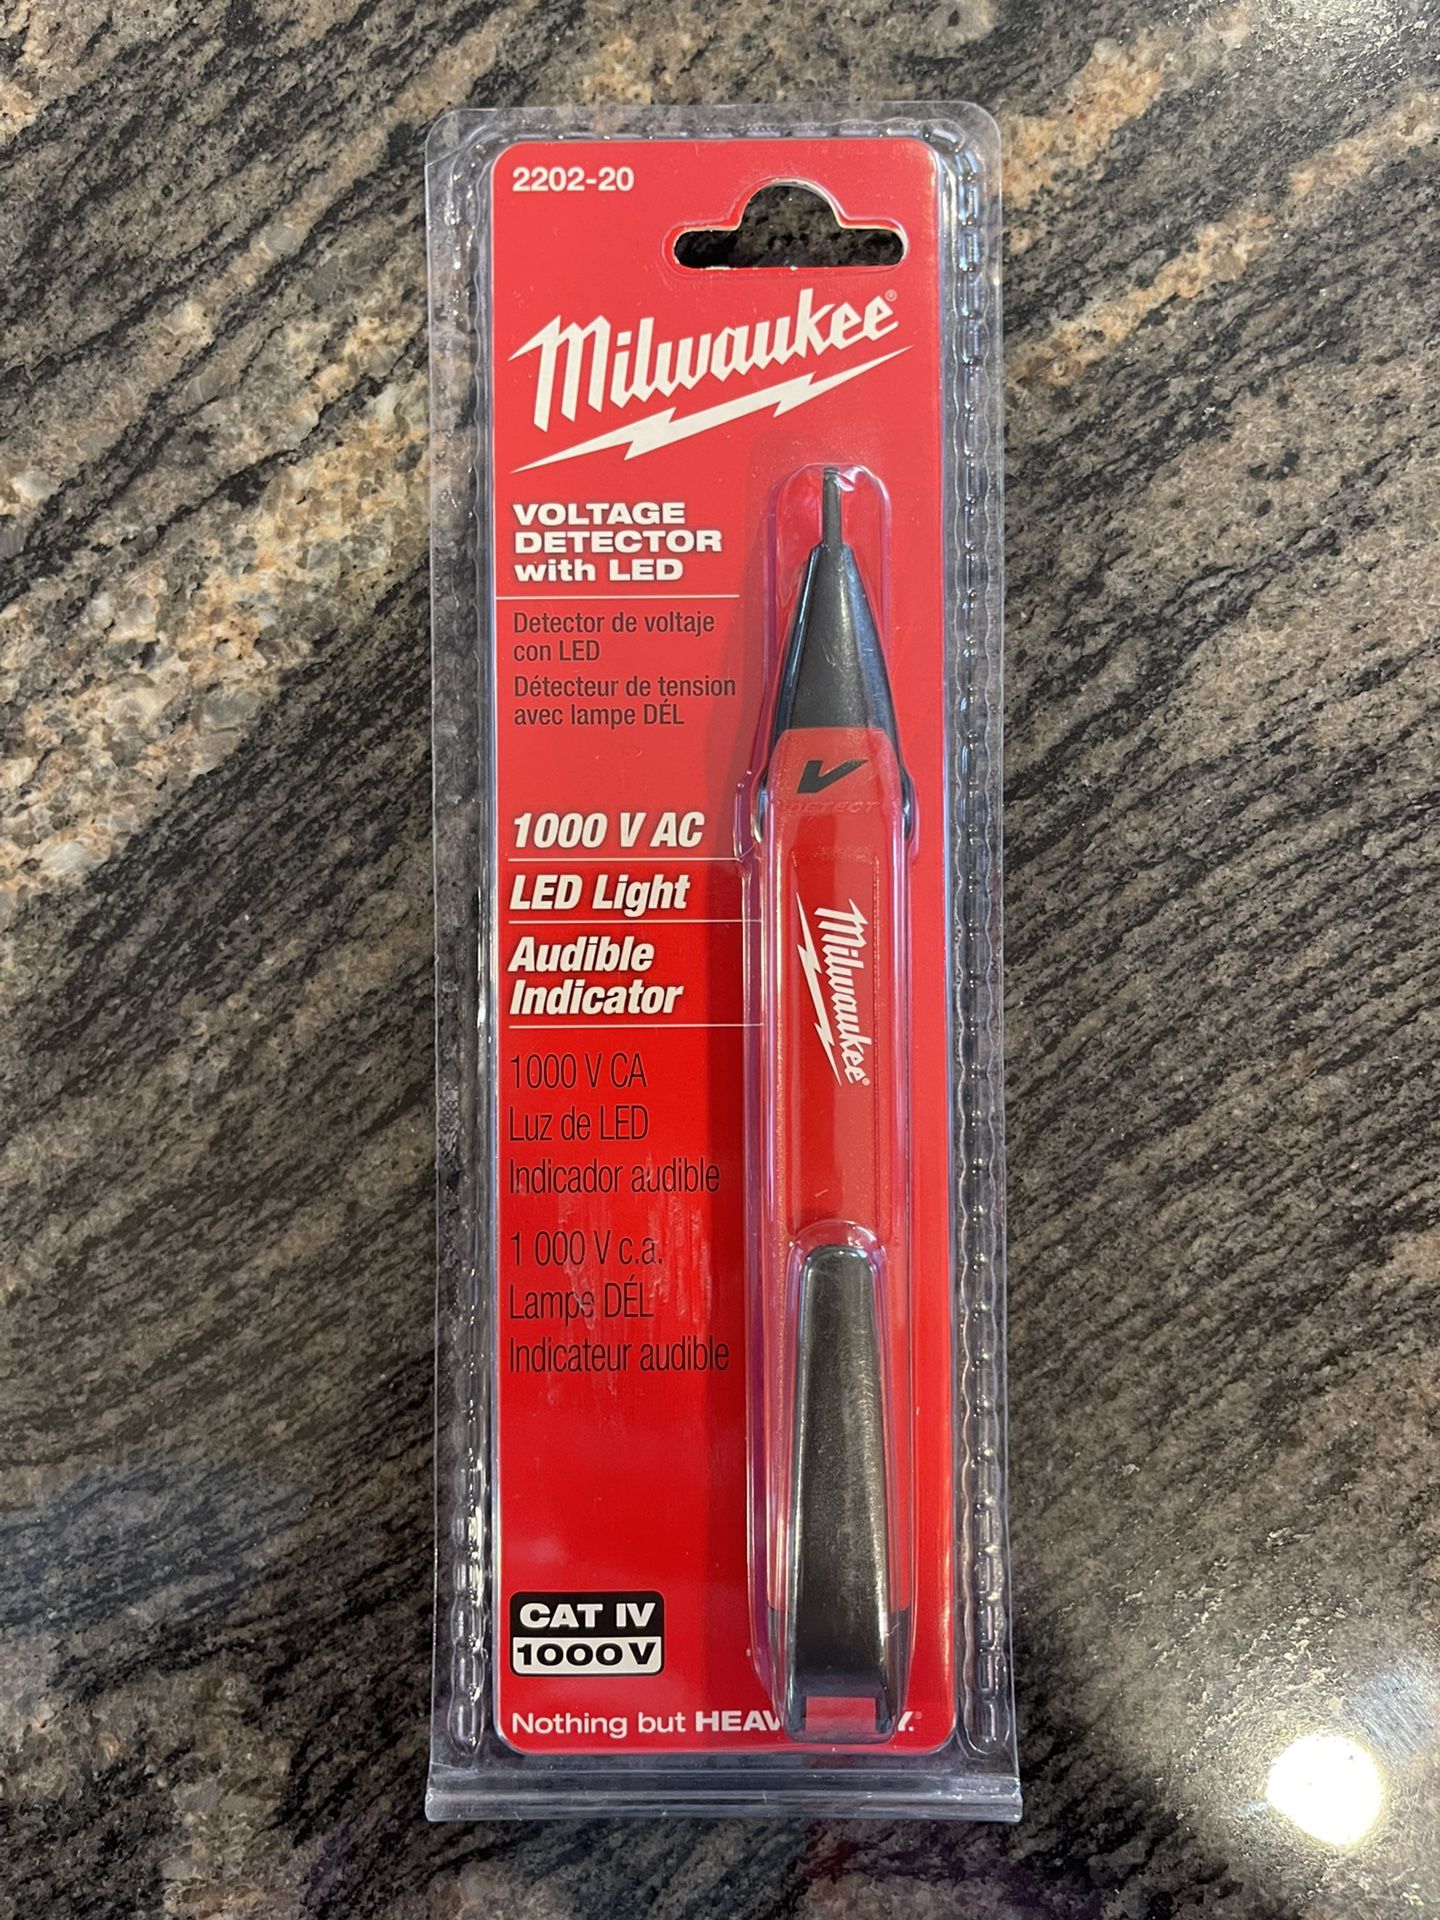 2202-20
Milwaukee®
VOLTAGE
DETECTOR
with LED
Detector de voltaje
con LED
Détecteur de tension
avec lampe DÉL
1000 V AC
LED Light
Audible
Indicator
1000 V CA
Luz de LED
Indicador audible
1 000 V c.a.
Lampe DÉL
Indicateur audible
V
DETECT
Milwaukee®
CAT IV
1000 V
Nothing but